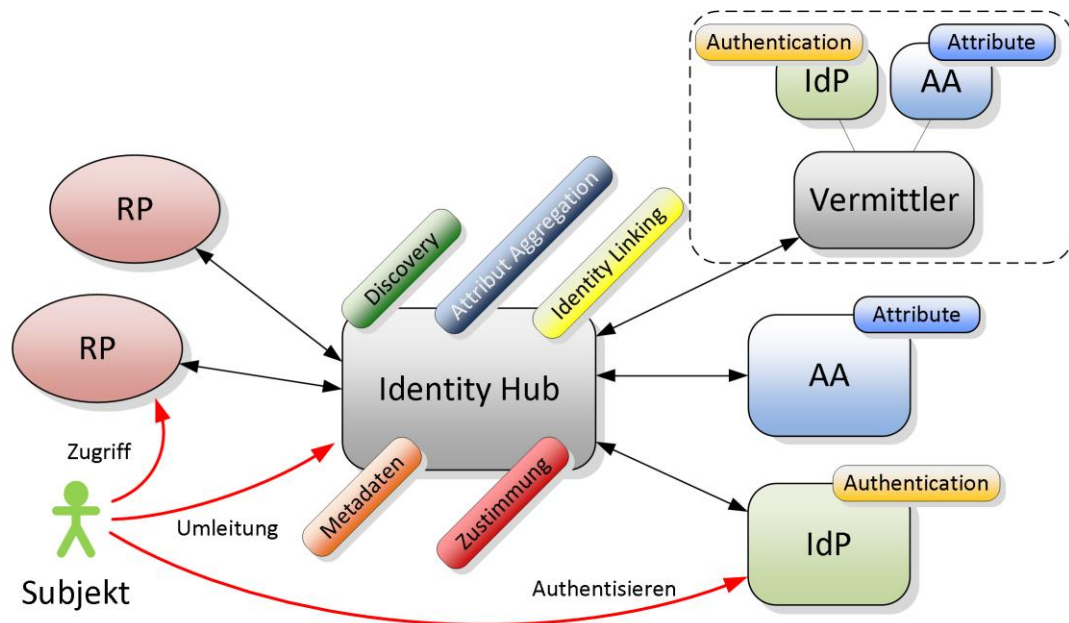 Authentication
Attribute
IdP
AA
Vermittler
RP
Discovery
Attribut Aggregation
Identity Linking
RP
Identity Hub
Attribute
AA
Zugriff
Metadaten
Zustimmung
Umleitung
Authentication
IdP
Authentisieren
Subjekt